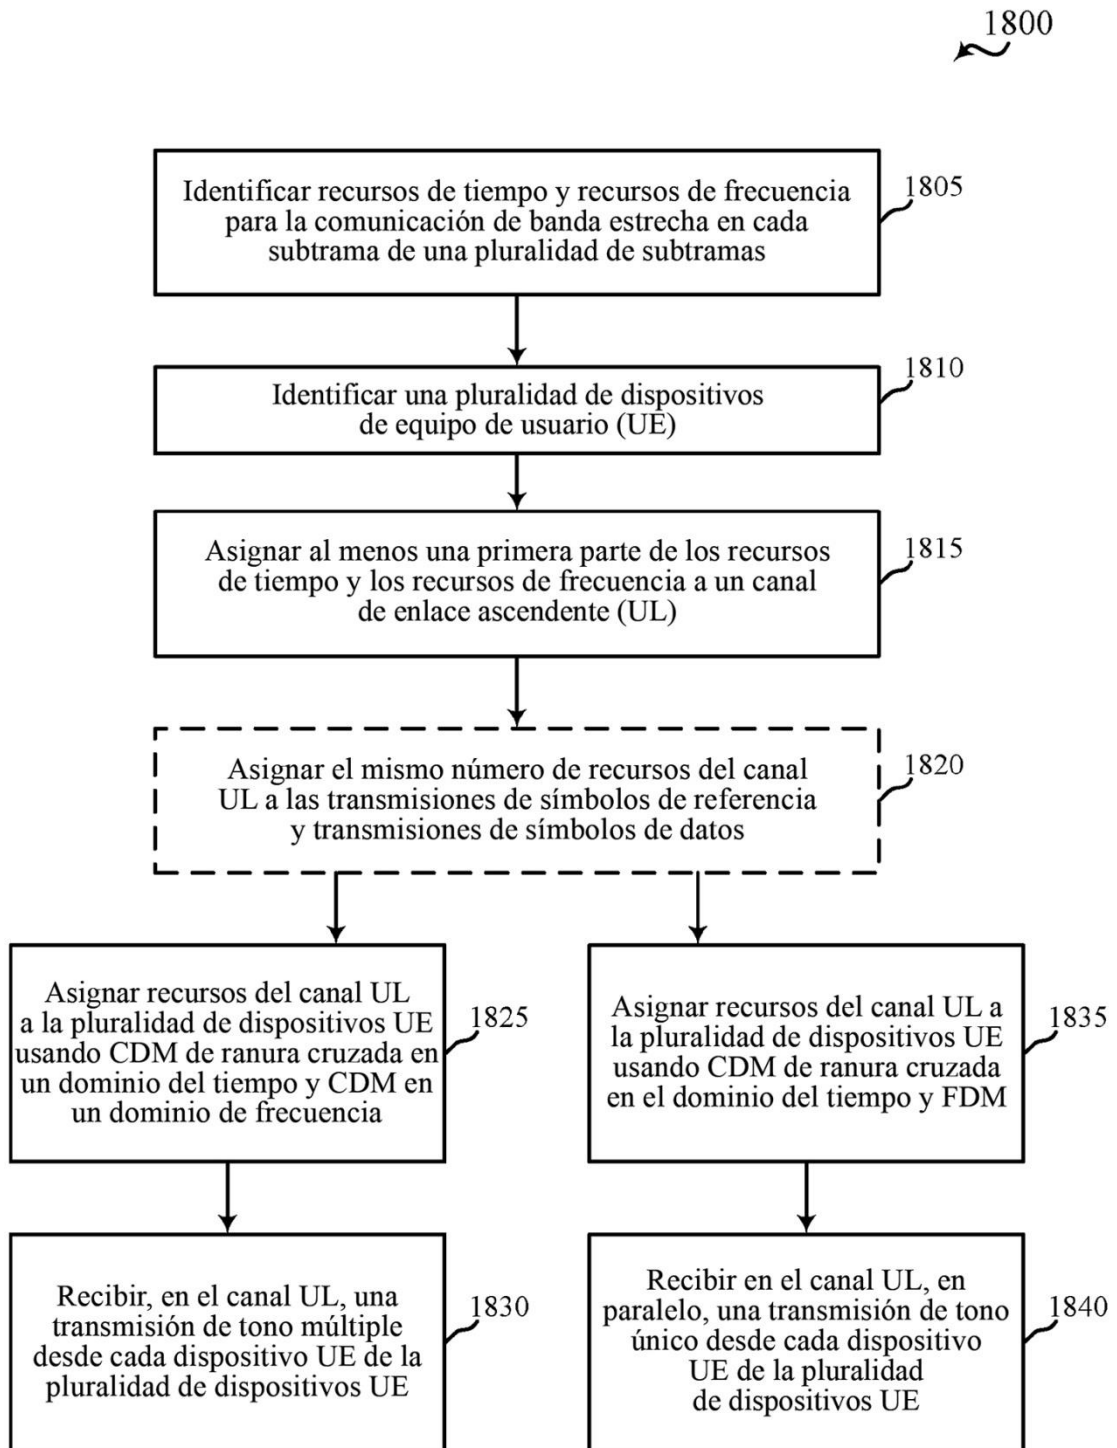 1800
Identificar recursos de tiempo y recursos de frecuencia
para la comunicación de banda estrecha en cada
subtrama de una pluralidad de subtramas
1805
Identificar una pluralidad de dispositivos
de equipo de usuario (UE)
1810
Asignar al menos una primera parte de los recursos
de tiempo y los recursos de frecuencia a un canal
de enlace ascendente (UL)
1815
Asignar el mismo número de recursos del canal
UL a las transmisiones de símbolos de referencia
y transmisiones de símbolos de datos
1820
Asignar recursos del canal UL
a la pluralidad de dispositivos UE
usando CDM de ranura cruzada en
un dominio del tiempo y CDM en
un dominio de frecuencia
1825
Asignar recursos del canal UL a
la pluralidad de dispositivos UE
usando CDM de ranura cruzada
en el dominio del tiempo y FDM
1835
Recibir, en el canal UL, una
transmisión de tono múltiple
desde cada dispositivo UE de la
pluralidad de dispositivos UE
1830
Recibir en el canal UL, en
paralelo, una transmisión de tono
único desde cada dispositivo
UE de la pluralidad
de dispositivos UE
1840